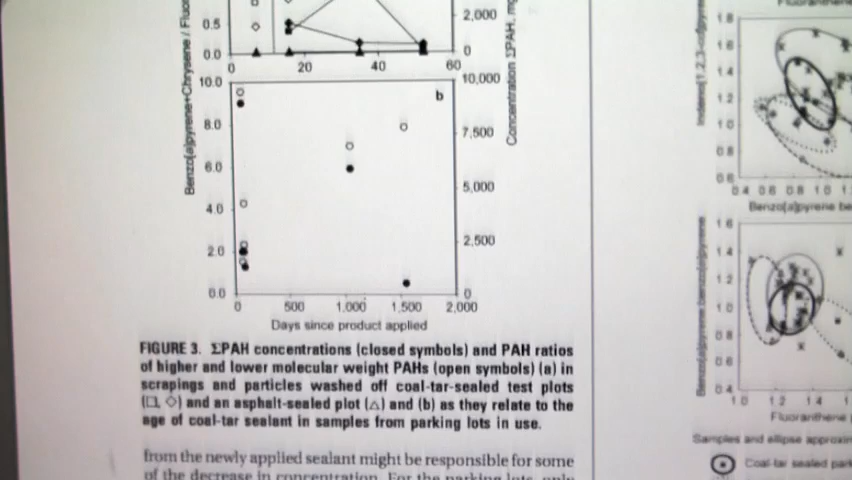 0.5
0.0
2,000
0
0 20 40 60
Concentration ΣPAH, mg
10.0
8.0
6.0
4.0
2.0
0.0
b
10,000
7,500
5,000
2,500
0
0 500 1,000 1,500 2,000
Days since product applied
FIGURE 3. ΣPAH concentrations (closed symbols) and PAH ratios
of higher and lower molecular weight PAHs (open symbols) (a) in
scrapings and particles washed off coal-tar-sealed test plots
(□, ◇) and an asphalt-sealed plot (△) and (b) as they relate to the
age of coal-tar sealant in samples from parking lots in use.
from the newly applied sealant might be responsible for some
of the decrease in concentration. For the parking lots, only
Benzo[a]pyrene+Chrysene / Fluo
1.8
1.6
1.4
1.2
1.0
0.8
0.6
0.4 0.6 0.8 1.0
Benzo[a]pyrene
1.6
1.4
1.2
1.0
0.8
0.6
0.4
1.0 1.2 1.4
Fluoranthene
Samples and ellipse
Coal-tar sealed